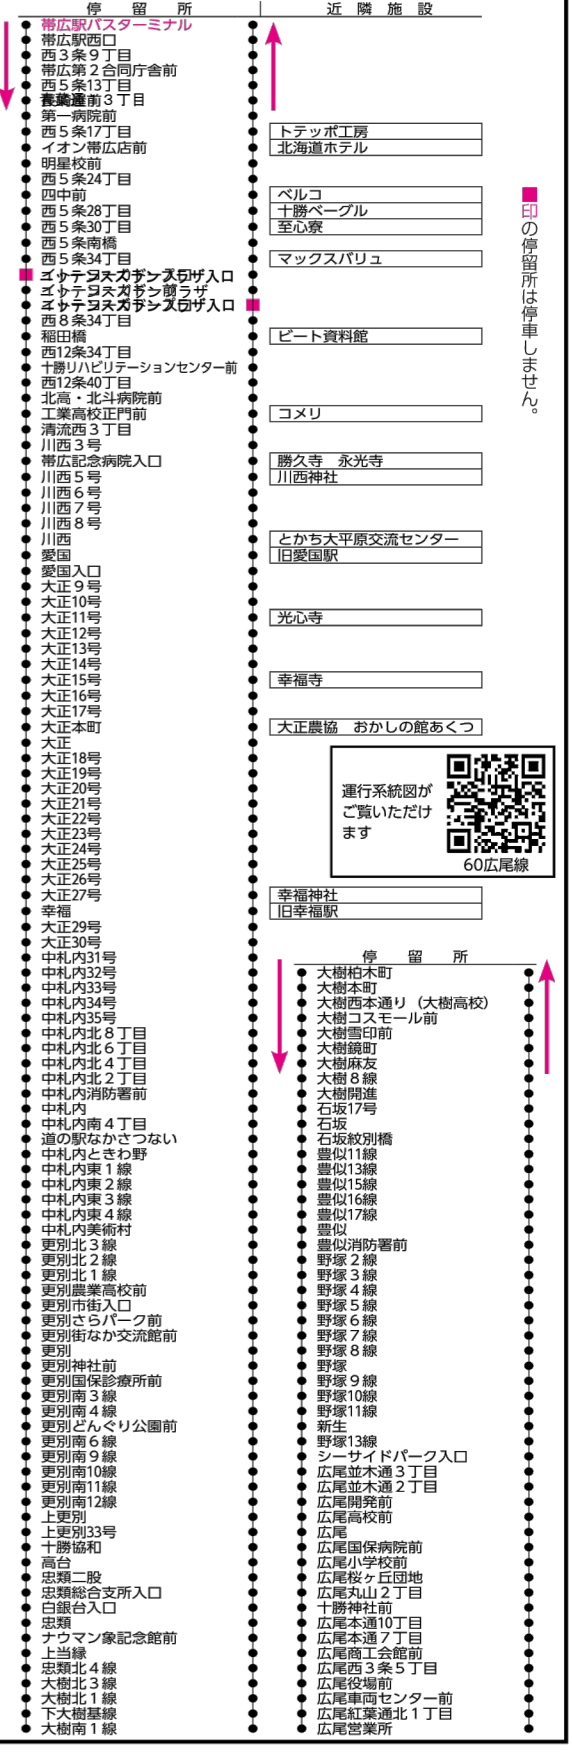 停留所　近隣施設
帯広駅バスターミナル
帯広駅西口
西３条９丁目
帯広第２合同庁舎前
西５条13丁目
３丁目
第一病院前
西５条17丁目　トテッポ工房
イオン帯広店前　北海道ホテル
明星校前
西５条24丁目
四中前　ベルコ
西５条28丁目　十勝ベーグル
西５条30丁目　至心寮
西５条南橋
西５条34丁目　マックスバリュ
■印の停留所は停車しません。
西８条34丁目
稲田橋　ビート資料館
西12条34丁目
十勝リハビリテーションセンター前
西12条40丁目
北高・北斗病院前
工業高校正門前　コメリ
清流西３丁目
川西３号
帯広記念病院入口　勝久寺　永光寺
川西５号　川西神社
川西６号
川西７号
川西８号
川西　とかち大平原交流センター
愛国　旧愛国駅
愛国入口
大正９号
大正10号
大正11号　光心寺
大正12号
大正13号
大正14号
大正15号　幸福寺
大正16号
大正17号
大正本町　大正農協　おかしの館あくつ
大正
大正18号
大正19号
大正20号
大正21号
大正22号
大正23号
大正24号
大正25号
大正26号
大正27号　幸福神社
幸福　旧幸福駅
大正29号
大正30号
中札内31号
中札内32号
中札内33号
中札内34号
中札内35号
中札内北８丁目
中札内北６丁目
中札内北４丁目
中札内北２丁目
中札内消防署前
中札内
中札内南４丁目
道の駅なかさつない
中札内ときわ野
中札内東１線
中札内東２線
中札内東３線
中札内東４線
中札内美術村
更別北３線
更別北２線
更別北１線
更別農業高校前
更別市街入口
更別さらパーク前
更別街なか交流館前
更別
更別神社前
更別国保診療所前
更別南３線
更別南４線
更別どんぐり公園前
更別南６線
更別南９線
更別南10線
更別南11線
更別南12線
上更別
上更別33号
十勝協和
高台
忠類二股
忠類総合支所入口
白銀台入口
忠類
ナウマン象記念館前
上当縁
忠類北４線
大樹北３線
大樹北１線
下大樹基線
大樹南１線
運行系統図が
ご覧いただけ
ます
60広尾線
停留所
大樹柏木町
大樹本町
大樹西本通り（大樹高校）
大樹コスモール前
大樹雪印前
大樹鏡町
大樹麻友
大樹８線
大樹開進
石坂17号
石坂
石坂紋別橋
豊似11線
豊似13線
豊似15線
豊似16線
豊似17線
豊似
豊似消防署前
野塚２線
野塚３線
野塚４線
野塚５線
野塚６線
野塚７線
野塚８線
野塚
野塚９線
野塚10線
野塚11線
新生
野塚13線
シーサイドパーク入口
広尾並木通３丁目
広尾並木通２丁目
広尾開発前
広尾高校前
広尾
広尾国保病院前
広尾小学校前
広尾桜ヶ丘団地
広尾丸山２丁目
十勝神社前
広尾本通10丁目
広尾本通７丁目
広尾商工会館前
広尾西３条５丁目
広尾役場前
広尾車両センター前
広尾紅葉通北１丁目
広尾営業所